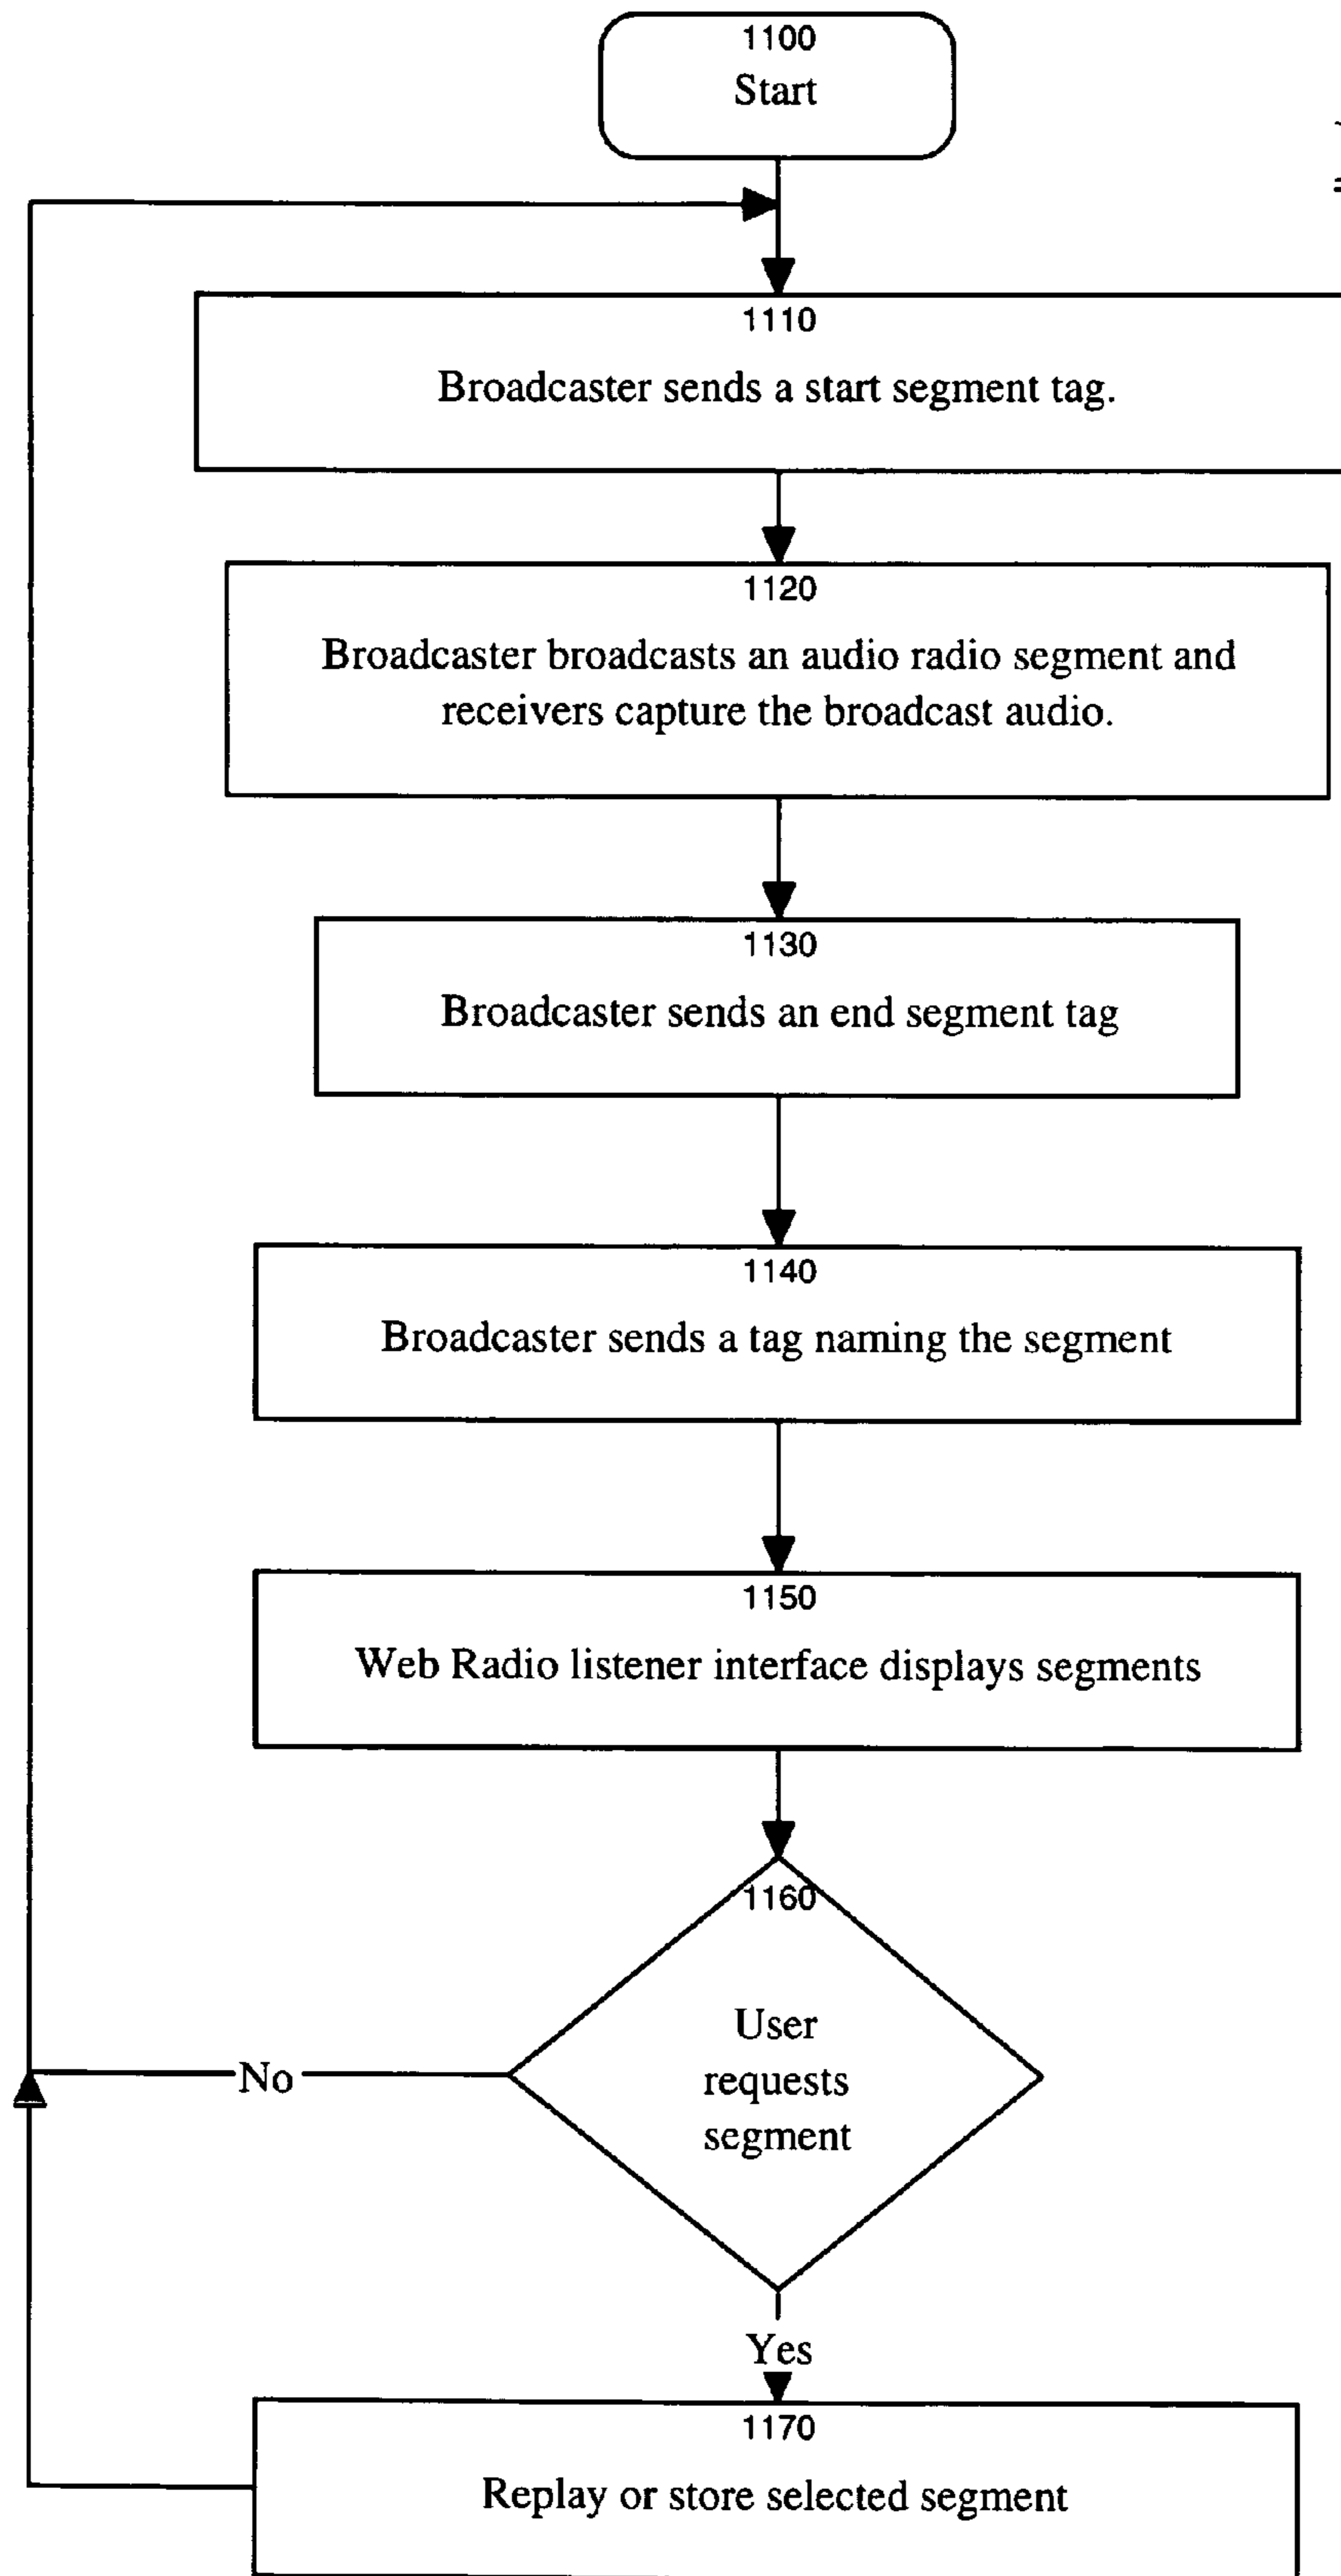 1100
Start
1110
Broadcaster sends a start segment tag.
1120
Broadcaster broadcasts an audio radio segment and
receivers capture the broadcast audio.
1130
Broadcaster sends an end segment tag
1140
Broadcaster sends a tag naming the segment
1150
Web Radio listener interface displays segments
1160
User
requests
segment
No
Yes
1170
Replay or store selected segment